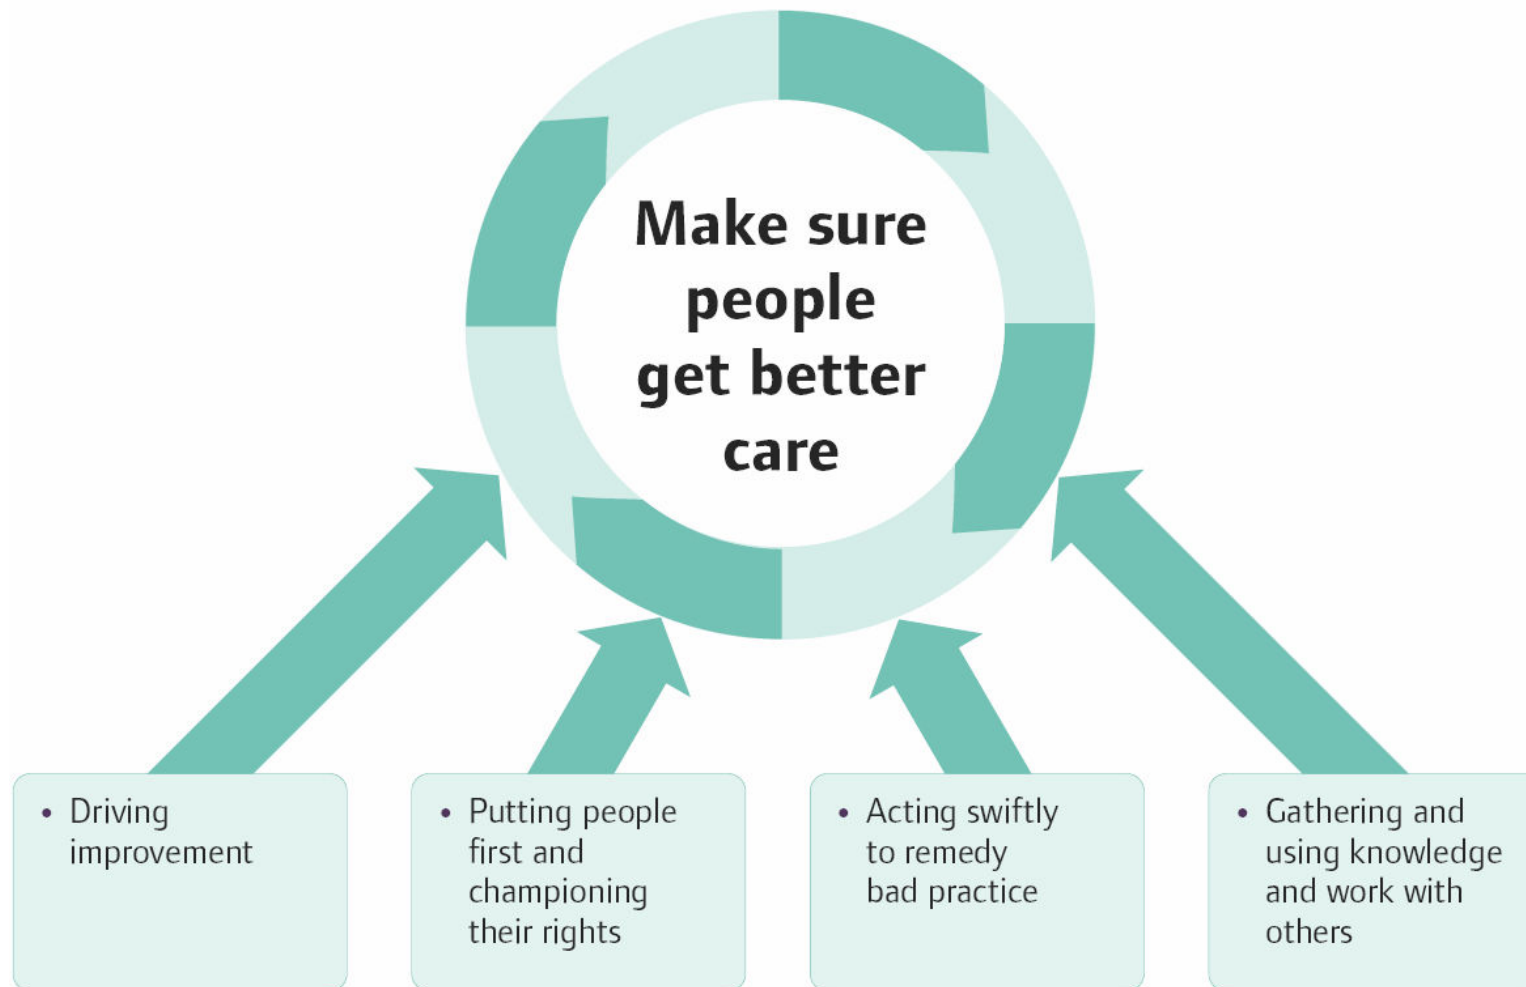 Make sure
people
get better
care
• Driving
improvement
• Putting people
first and
championing
their rights
• Acting swiftly
to remedy
bad practice
• Gathering and
using knowledge
and work with
others